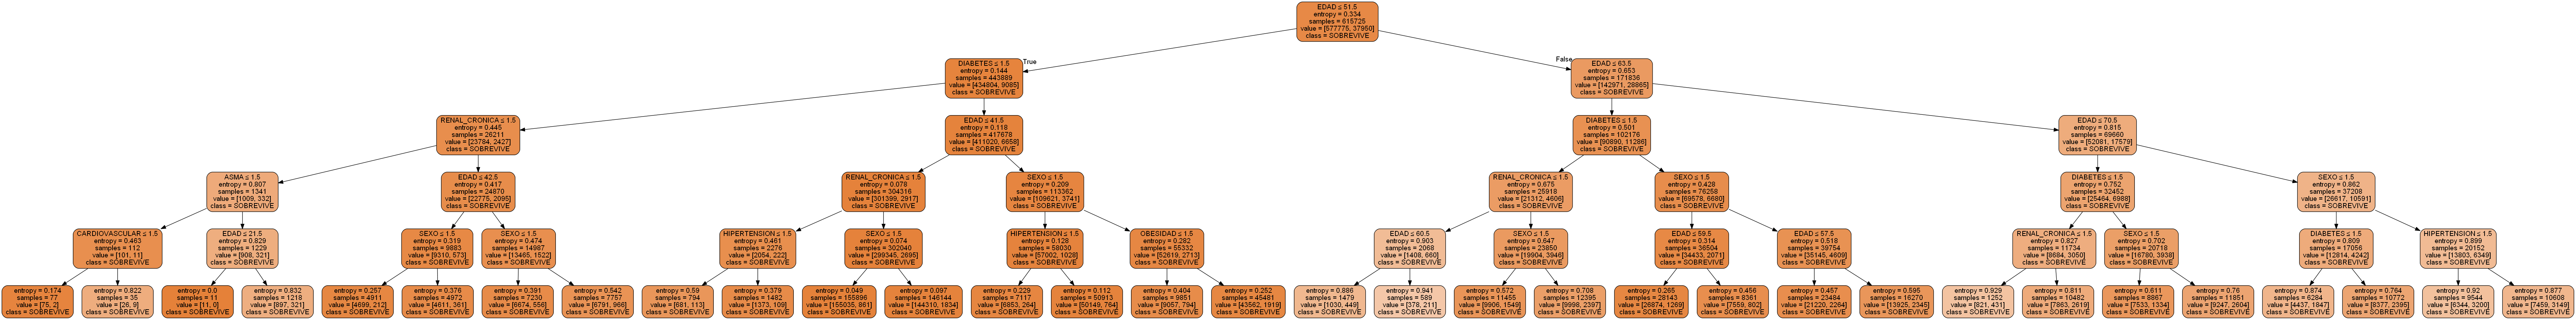 EDAD ≤ 51.5
entropy = 0.334
samples = 615725
value = [577775, 37950]
class = SOBREVIVE
True
False
DIABETES ≤ 1.5
entropy = 0.144
samples = 443889
value = [434804, 9085]
class = SOBREVIVE
EDAD ≤ 63.5
entropy = 0.653
samples = 171836
value = [142971, 28865]
class = SOBREVIVE
RENAL_CRONICA ≤ 1.5
entropy = 0.445
samples = 26211
value = [23784, 2427]
class = SOBREVIVE
EDAD ≤ 41.5
entropy = 0.118
samples = 417678
value = [411020, 6658]
class = SOBREVIVE
DIABETES ≤ 1.5
entropy = 0.501
samples = 102176
value = [90890, 11286]
class = SOBREVIVE
EDAD ≤ 70.5
entropy = 0.815
samples = 69660
value = [52081, 17579]
class = SOBREVIVE
ASMA ≤ 1.5
entropy = 0.807
samples = 1341
value = [1009, 332]
class = SOBREVIVE
EDAD ≤ 42.5
entropy = 0.417
samples = 24870
value = [22775, 2095]
class = SOBREVIVE
RENAL_CRONICA ≤ 1.5
entropy = 0.078
samples = 304316
value = [301399, 2917]
class = SOBREVIVE
SEXO ≤ 1.5
entropy = 0.209
samples = 113362
value = [109621, 3741]
class = SOBREVIVE
RENAL_CRONICA ≤ 1.5
entropy = 0.675
samples = 25918
value = [21312, 4606]
class = SOBREVIVE
SEXO ≤ 1.5
entropy = 0.428
samples = 76258
value = [69578, 6680]
class = SOBREVIVE
DIABETES ≤ 1.5
entropy = 0.752
samples = 32452
value = [25464, 6988]
class = SOBREVIVE
SEXO ≤ 1.5
entropy = 0.862
samples = 37208
value = [26617, 10591]
class = SOBREVIVE
CARDIOVASCULAR ≤ 1.5
entropy = 0.463
samples = 112
value = [101, 11]
class = SOBREVIVE
EDAD ≤ 21.5
entropy = 0.829
samples = 1229
value = [908, 321]
class = SOBREVIVE
SEXO ≤ 1.5
entropy = 0.319
samples = 9883
value = [9310, 573]
class = SOBREVIVE
SEXO ≤ 1.5
entropy = 0.474
samples = 14987
value = [13465, 1522]
class = SOBREVIVE
HIPERTENSION ≤ 1.5
entropy = 0.461
samples = 2276
value = [2054, 222]
class = SOBREVIVE
SEXO ≤ 1.5
entropy = 0.074
samples = 302040
value = [299345, 2695]
class = SOBREVIVE
HIPERTENSION ≤ 1.5
entropy = 0.128
samples = 58030
value = [57002, 1028]
class = SOBREVIVE
OBESIDAD ≤ 1.5
entropy = 0.282
samples = 55332
value = [52619, 2713]
class = SOBREVIVE
EDAD ≤ 60.5
entropy = 0.903
samples = 2068
value = [1408, 660]
class = SOBREVIVE
SEXO ≤ 1.5
entropy = 0.647
samples = 23850
value = [19904, 3946]
class = SOBREVIVE
EDAD ≤ 59.5
entropy = 0.314
samples = 36504
value = [34433, 2071]
class = SOBREVIVE
EDAD ≤ 57.5
entropy = 0.518
samples = 39754
value = [35145, 4609]
class = SOBREVIVE
RENAL_CRONICA ≤ 1.5
entropy = 0.827
samples = 11734
value = [8684, 3050]
class = SOBREVIVE
SEXO ≤ 1.5
entropy = 0.702
samples = 20718
value = [16780, 3938]
class = SOBREVIVE
DIABETES ≤ 1.5
entropy = 0.809
samples = 17056
value = [12814, 4242]
class = SOBREVIVE
HIPERTENSION ≤ 1.5
entropy = 0.899
samples = 20152
value = [13803, 6349]
class = SOBREVIVE
entropy = 0.174
samples = 77
value = [75, 2]
class = SOBREVIVE
entropy = 0.822
samples = 35
value = [26, 9]
class = SOBREVIVE
entropy = 0.0
samples = 11
value = [11, 0]
class = SOBREVIVE
entropy = 0.832
samples = 1218
value = [897, 321]
class = SOBREVIVE
entropy = 0.257
samples = 4911
value = [4699, 212]
class = SOBREVIVE
entropy = 0.376
samples = 4972
value = [4611, 361]
class = SOBREVIVE
entropy = 0.391
samples = 7230
value = [6674, 556]
class = SOBREVIVE
entropy = 0.542
samples = 7757
value = [6791, 966]
class = SOBREVIVE
entropy = 0.59
samples = 794
value = [681, 113]
class = SOBREVIVE
entropy = 0.379
samples = 1482
value = [1373, 109]
class = SOBREVIVE
entropy = 0.049
samples = 155896
value = [155035, 861]
class = SOBREVIVE
entropy = 0.097
samples = 146144
value = [144310, 1834]
class = SOBREVIVE
entropy = 0.229
samples = 7117
value = [6853, 264]
class = SOBREVIVE
entropy = 0.112
samples = 50913
value = [50149, 764]
class = SOBREVIVE
entropy = 0.404
samples = 9851
value = [9057, 794]
class = SOBREVIVE
entropy = 0.252
samples = 45481
value = [43562, 1919]
class = SOBREVIVE
entropy = 0.886
samples = 1479
value = [1030, 449]
class = SOBREVIVE
entropy = 0.941
samples = 589
value = [378, 211]
class = SOBREVIVE
entropy = 0.572
samples = 11455
value = [9906, 1549]
class = SOBREVIVE
entropy = 0.708
samples = 12395
value = [9998, 2397]
class = SOBREVIVE
entropy = 0.265
samples = 28143
value = [26874, 1269]
class = SOBREVIVE
entropy = 0.456
samples = 8361
value = [7559, 802]
class = SOBREVIVE
entropy = 0.457
samples = 23484
value = [21220, 2264]
class = SOBREVIVE
entropy = 0.595
samples = 16270
value = [13925, 2345]
class = SOBREVIVE
entropy = 0.929
samples = 1252
value = [821, 431]
class = SOBREVIVE
entropy = 0.811
samples = 10482
value = [7863, 2619]
class = SOBREVIVE
entropy = 0.611
samples = 8867
value = [7533, 1334]
class = SOBREVIVE
entropy = 0.76
samples = 11851
value = [9247, 2604]
class = SOBREVIVE
entropy = 0.874
samples = 6284
value = [4437, 1847]
class = SOBREVIVE
entropy = 0.764
samples = 10772
value = [8377, 2395]
class = SOBREVIVE
entropy = 0.92
samples = 9544
value = [6344, 3200]
class = SOBREVIVE
entropy = 0.877
samples = 10608
value = [7459, 3149]
class = SOBREVIVE